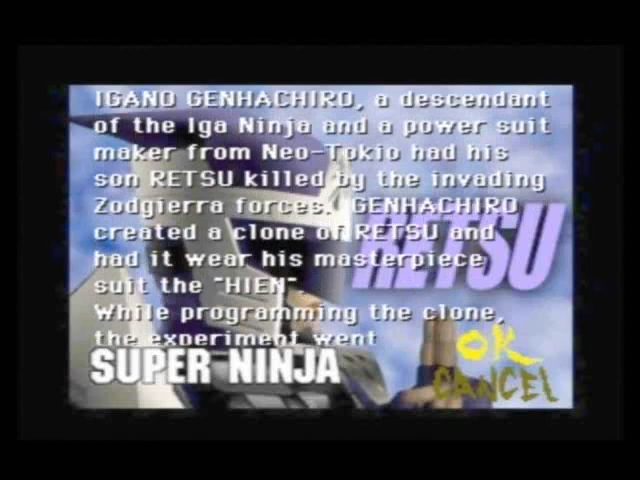 IGANO GENHACHIRO, a descendant
of the Iga Ninja and a power suit
maker from Neo-Tokio had his
son RETSU killed by the invading
Zodgierra forces. GENHACHIRO
created a clone of RETSU and
had it wear his masterpiece
suit the "HIEN".
While programming the clone,
the experiment went
RETSU
SUPER NINJA
OK
CANCEL